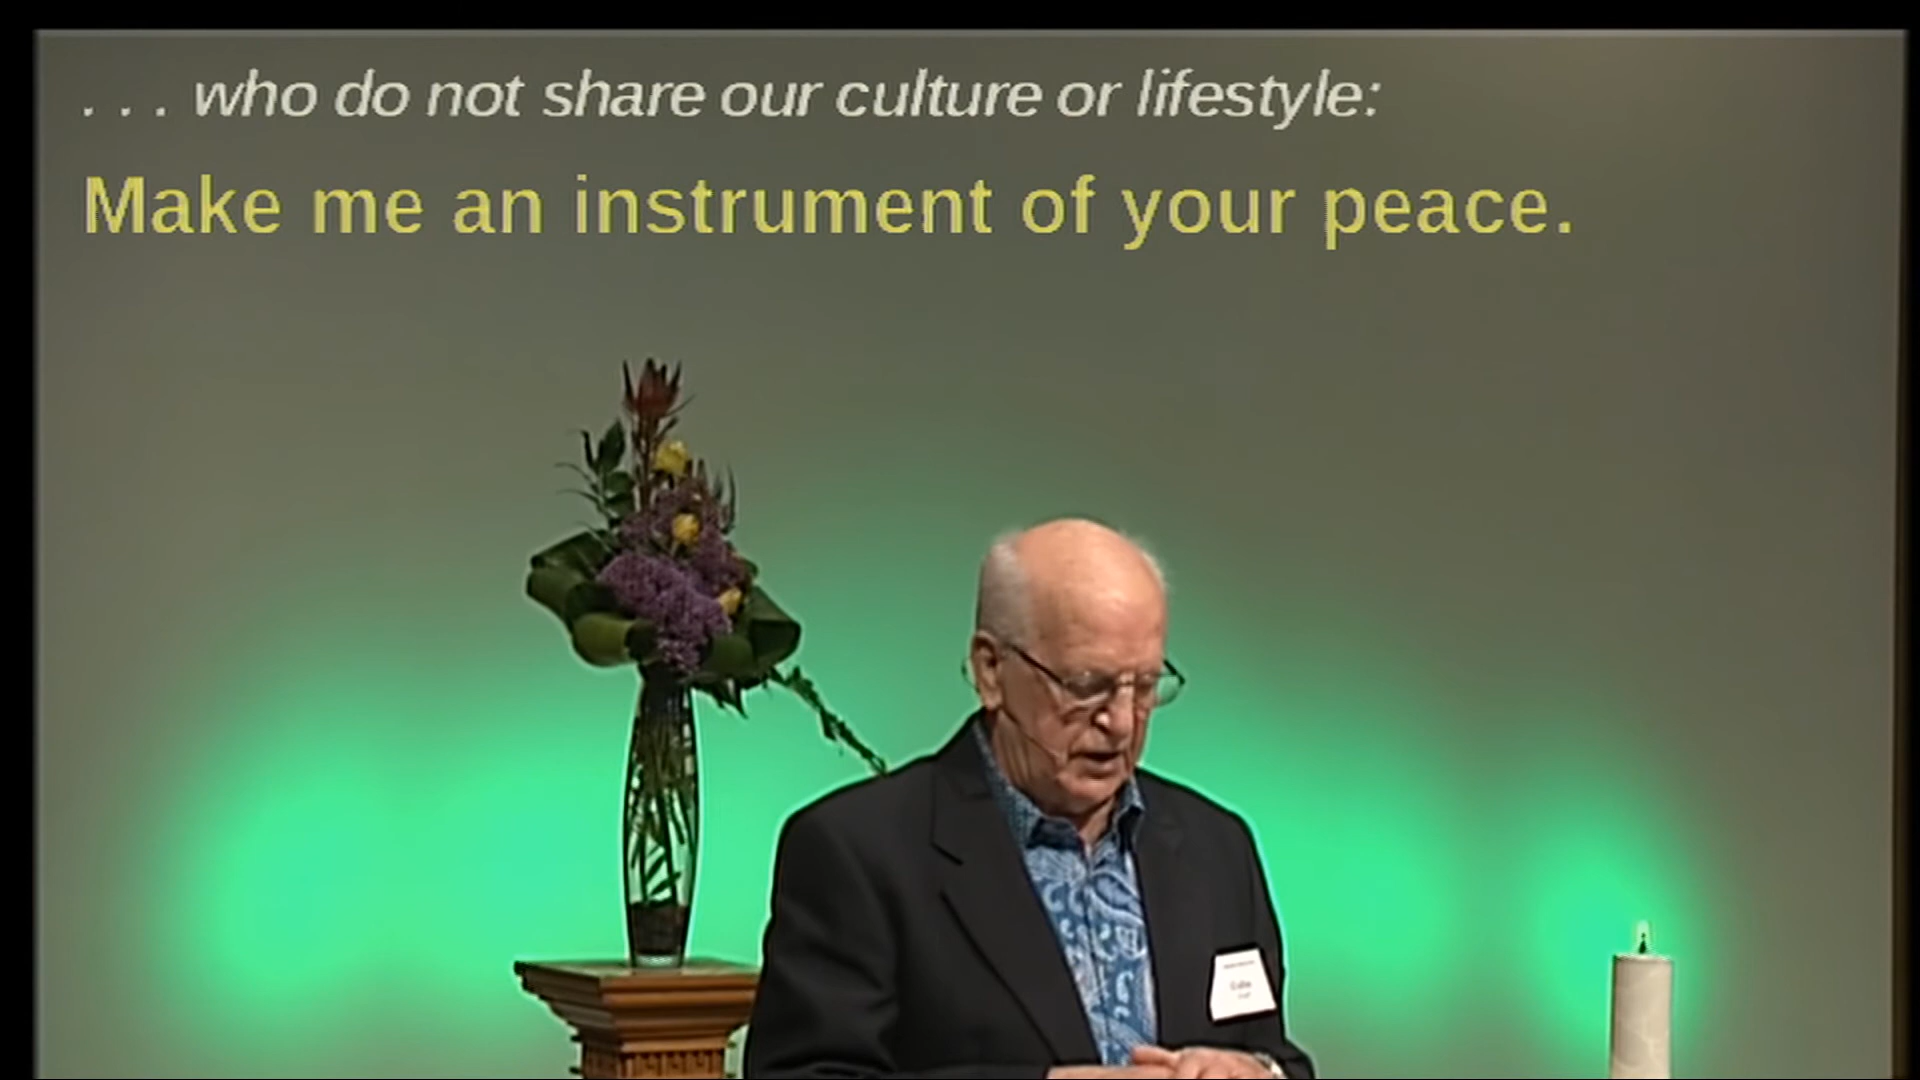 . . . who do not share our culture or lifestyle:
Make me an instrument of your peace.